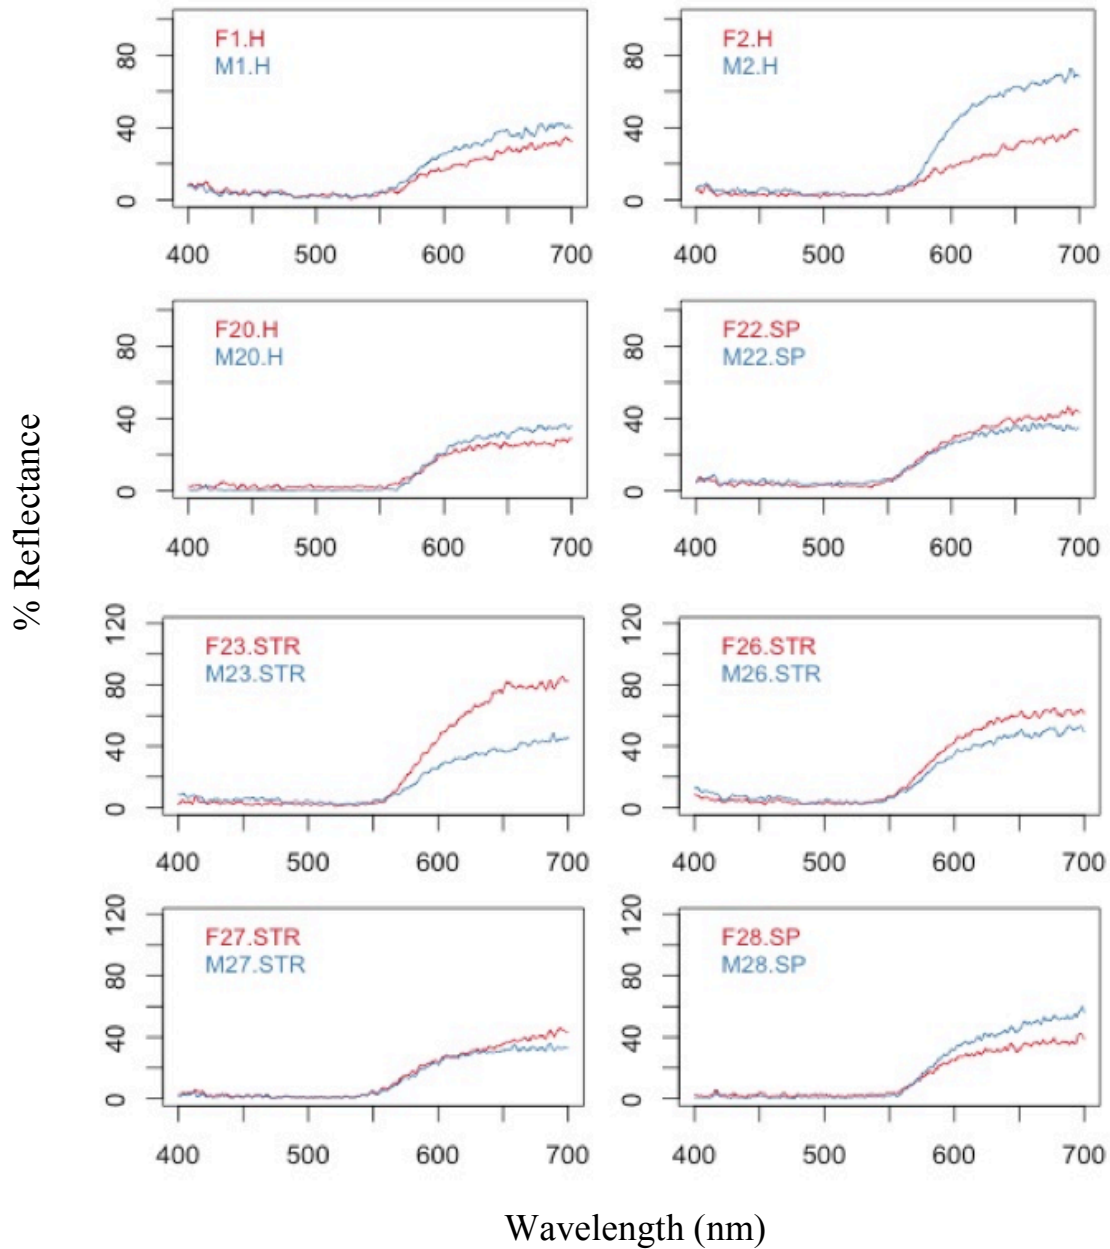 % Reflectance
F1.H
M1.H
0 40 80
400 500 600 700
F2.H
M2.H
0 40 80
400 500 600 700
F20.H
M20.H
0 40 80
400 500 600 700
F22.SP
M22.SP
0 40 80
400 500 600 700
F23.STR
M23.STR
0 40 80 120
400 500 600 700
F26.STR
M26.STR
0 40 80 120
400 500 600 700
F27.STR
M27.STR
0 40 80 120
400 500 600 700
F28.SP
M28.SP
0 40 80 120
400 500 600 700
Wavelength (nm)